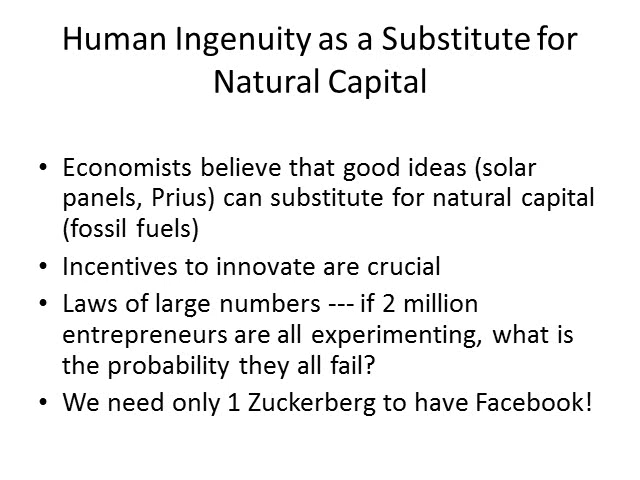 Human Ingenuity as a Substitute for
Natural Capital
• Economists believe that good ideas (solar
panels, Prius) can substitute for natural capital
(fossil fuels)
• Incentives to innovate are crucial
• Laws of large numbers --- if 2 million
entrepreneurs are all experimenting, what is
the probability they all fail?
• We need only 1 Zuckerberg to have Facebook!